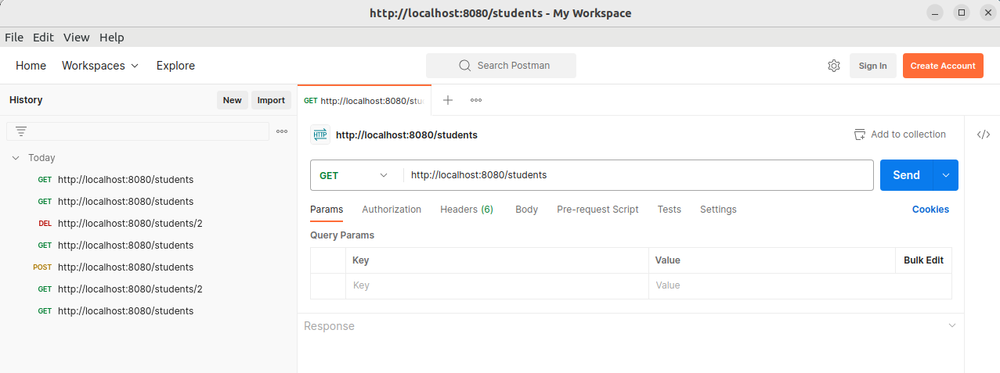 http://localhost:8080/students - My Workspace
File Edit View Help
Home Workspaces Explore Search Postman Sign In Create Account
History New Import
GET http://localhost:8080/stu
Today
GET http://localhost:8080/students
GET http://localhost:8080/students
DEL http://localhost:8080/students/2
GET http://localhost:8080/students
POST http://localhost:8080/students
GET http://localhost:8080/students/2
GET http://localhost:8080/students
HTTP http://localhost:8080/students Add to collection </>
GET http://localhost:8080/students Send
Params Authorization Headers (6) Body Pre-request Script Tests Settings Cookies
Query Params
Key Value Bulk Edit
Key Value
Response